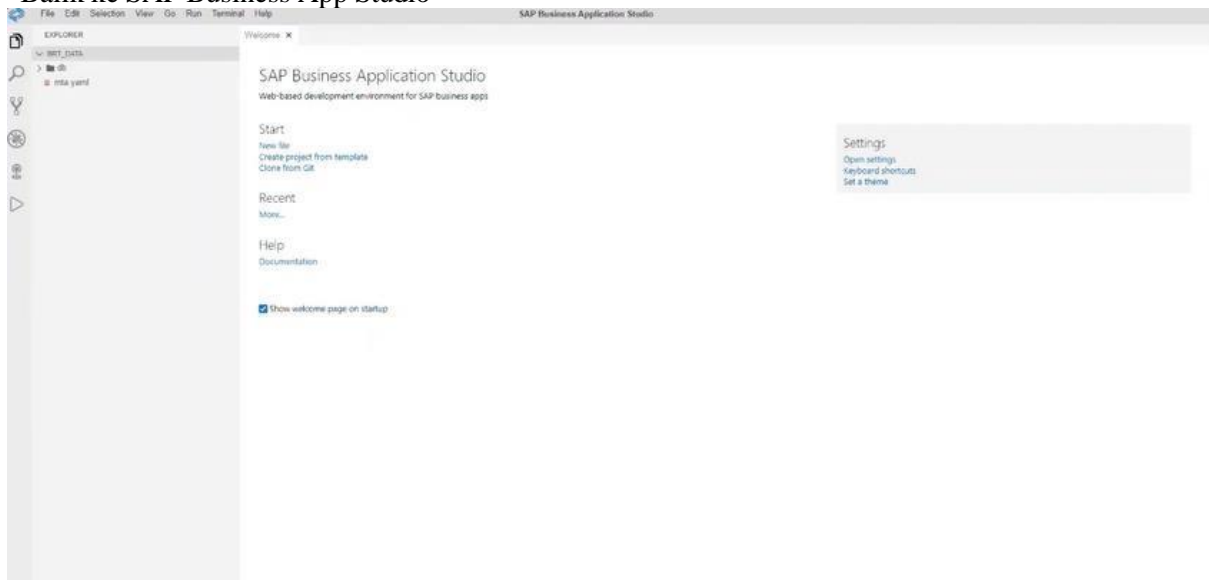 Balik ke SAP Business App Studio
File Edit Selection View Go Run Terminal Help
SAP Business Application Studio
EXPLORER
Welcome
db
mta.yaml
SAP Business Application Studio
Web-based development environment for SAP business apps
Start
New file
Create project from template
Clone from Git
Recent
More...
Help
Documentation
Show welcome page on startup
Settings
Open settings
Keyboard shortcuts
Set a theme